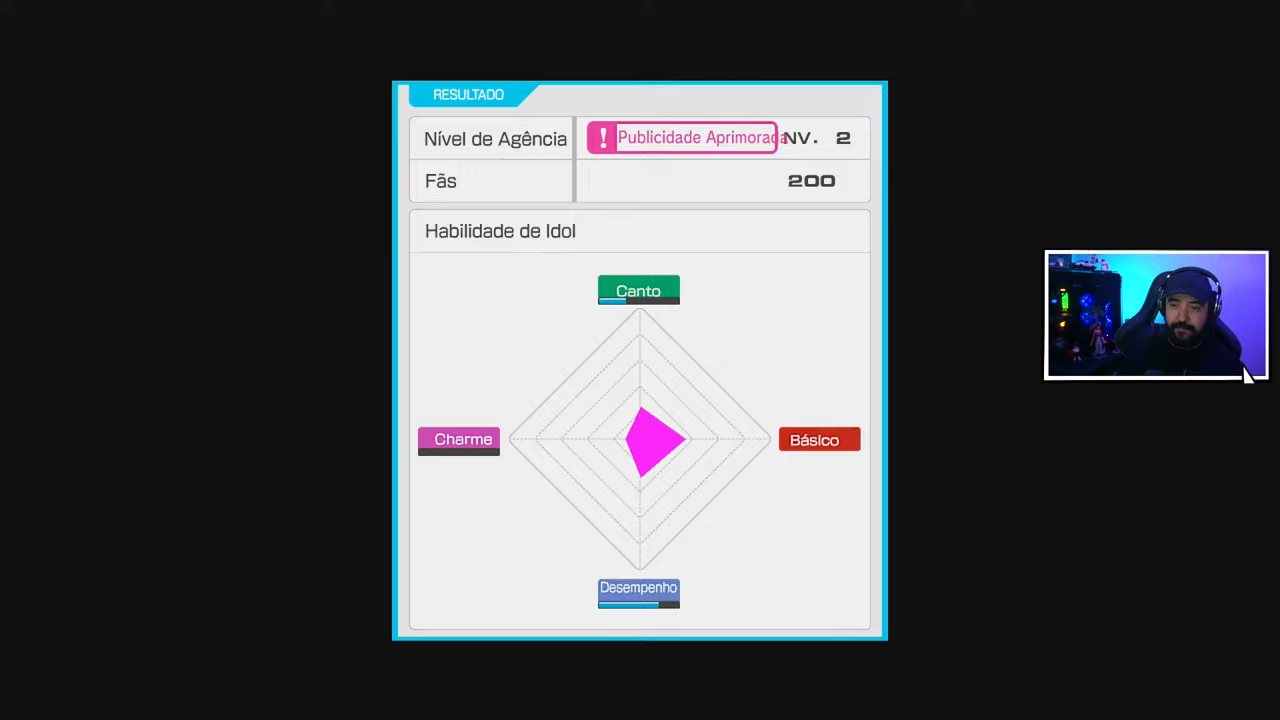 RESULTADO
Nível de Agência
! Publicidade Aprimorada NV. 2
Fãs 200
Habilidade de Idol
Canto
Charme
Básico
Desempenho